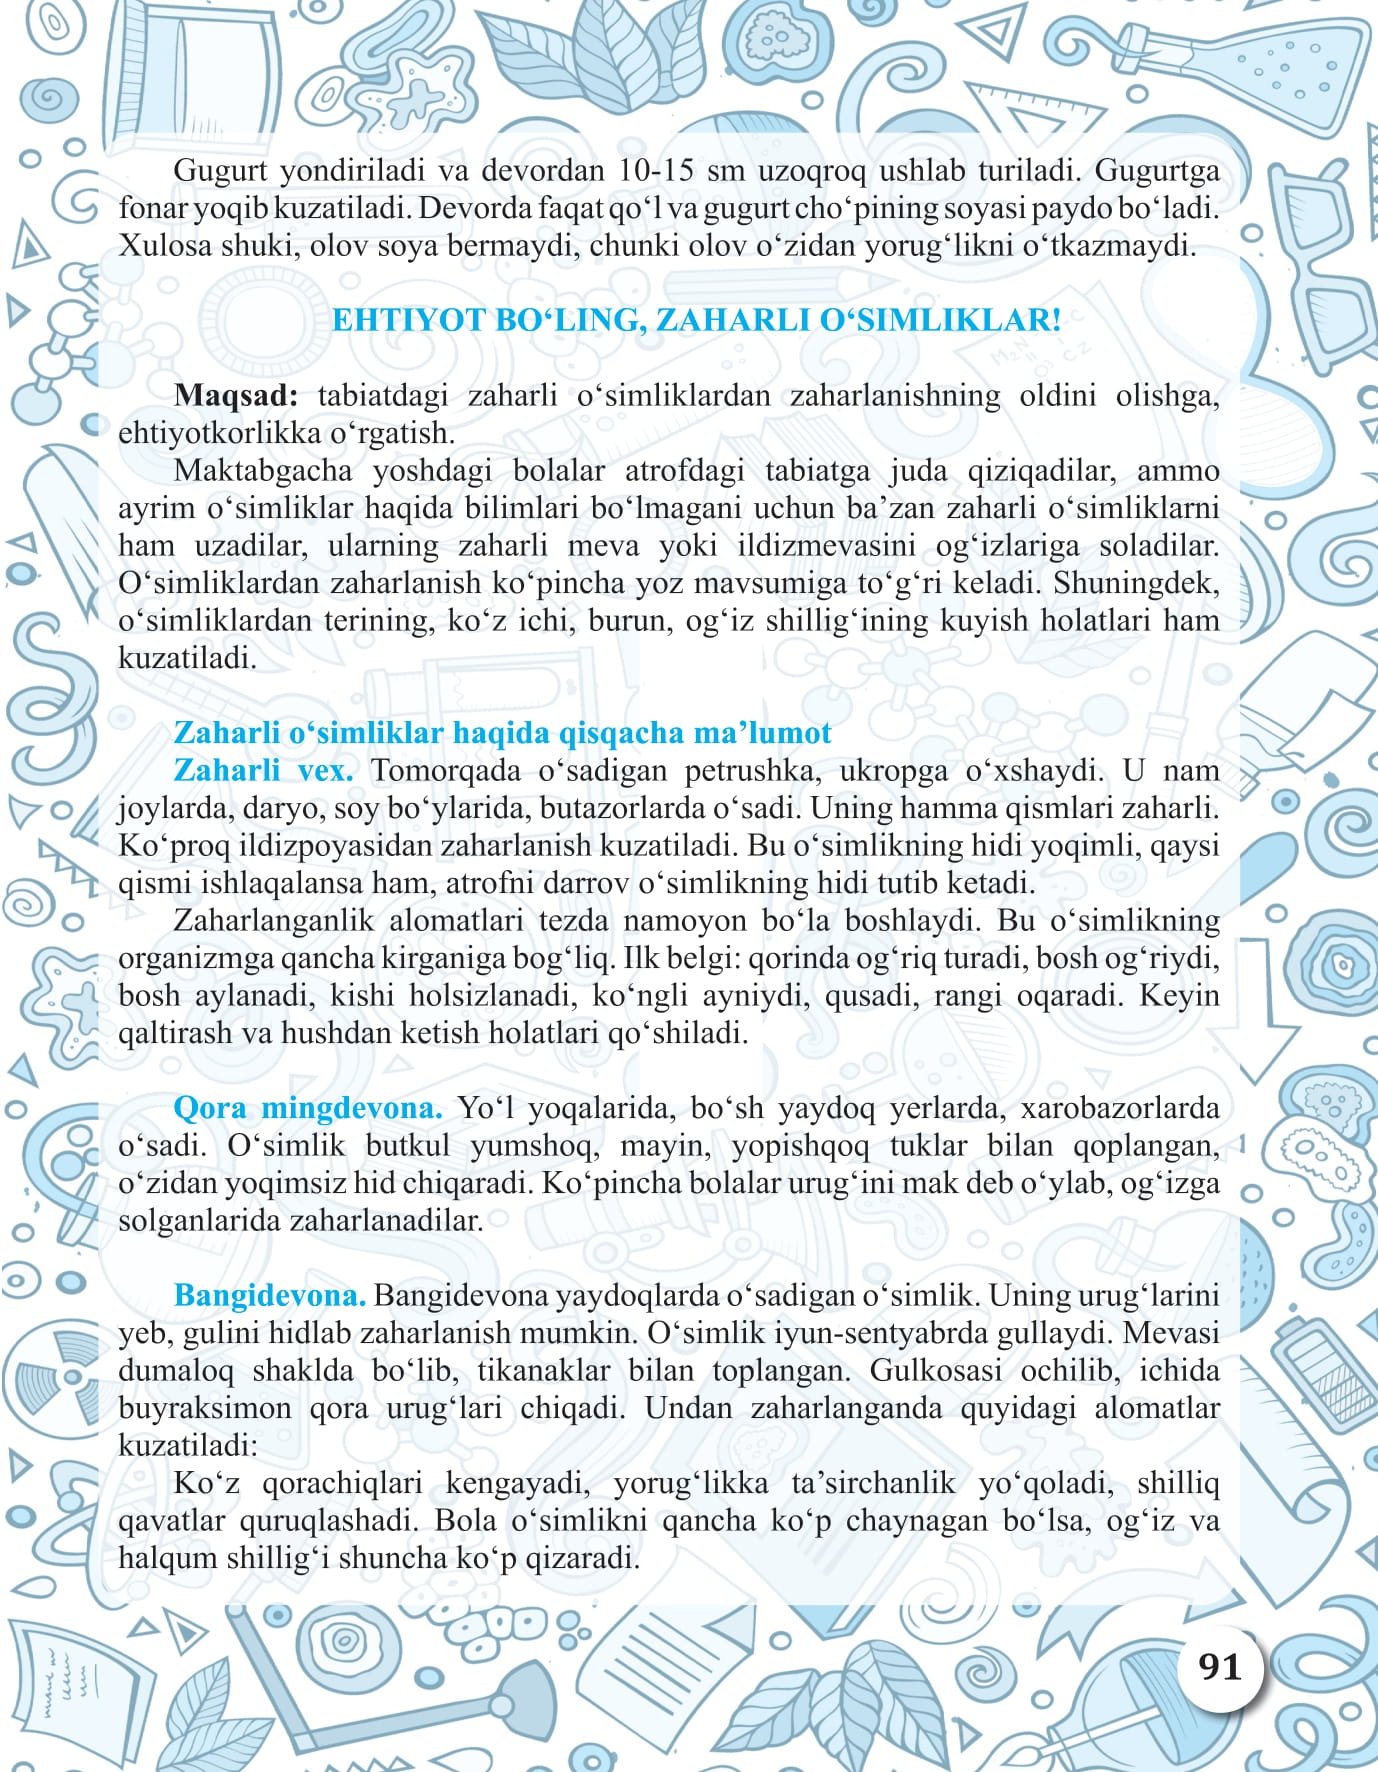 Gugurt yondiriladi va devordan 10-15 sm uzoqroq ushlab turiladi. Gugurtga
fonar yoqib kuzatiladi. Devorda faqat qo‘l va gugurt cho‘pining soyasi paydo bo‘ladi.
Xulosa shuki, olov soya bermaydi, chunki olov o‘zidan yorug‘likni o‘tkazmaydi.
EHTIYOT BO‘LING, ZAHARLI O‘SIMLIKLAR!
Maqsad: tabiatdagi zaharli o‘simliklardan zaharlanishning oldini olishga,
ehtiyotkorlikka o‘rgatish.
Maktabgacha yoshdagi bolalar atrofdagi tabiatga juda qiziqadilar, ammo
ayrim o‘simliklar haqida bilimlari bo‘lmagani uchun ba’zan zaharli o‘simliklarni
ham uzadilar, ularning zaharli meva yoki ildizmevasini og‘izlariga soladilar.
O‘simliklardan zaharlanish ko‘pincha yoz mavsumiga to‘g‘ri keladi. Shuningdek,
o‘simliklardan terining, ko‘z ichi, burun, og‘iz shillig‘ining kuyish holatlari ham
kuzatiladi.
Zaharli o‘simliklar haqida qisqacha ma’lumot
Zaharli vex. Tomorqada o‘sadigan petrushka, ukropga o‘xshaydi. U nam
joylarda, daryo, soy bo‘ylarida, butazorlarda o‘sadi. Uning hamma qismlari zaharli.
Ko‘proq ildizpoyasidan zaharlanish kuzatiladi. Bu o‘simlikning hidi yoqimli, qaysi
qismi ishlaqalansa ham, atrofni darrov o‘simlikning hidi tutib ketadi.
Zaharlanganlik alomatlari tezda namoyon bo‘la boshlaydi. Bu o‘simlikning
organizmga qancha kirganiga bog‘liq. Ilk belgi: qorinda og‘riq turadi, bosh og‘riydi,
bosh aylanadi, kishi holsizlanadi, ko‘ngli ayniydi, qusadi, rangi oqaradi. Keyin
qaltirash va hushdan ketish holatlari qo‘shiladi.
Qora mingdevona. Yo‘l yoqalarida, bo‘sh yaydoq yerlarda, xarobazorlarda
o‘sadi. O‘simlik butkul yumshoq, mayin, yopishqoq tuklar bilan qoplangan,
o‘zidan yoqimsiz hid chiqaradi. Ko‘pincha bolalar urug‘ini mak deb o‘ylab, og‘izga
solganlarida zaharlanadilar.
Bangidevona. Bangidevona yaydoqlarda o‘sadigan o‘simlik. Uning urug‘larini
yeb, gulini hidlab zaharlanish mumkin. O‘simlik iyun-sentyabrda gullaydi. Mevasi
dumaloq shaklda bo‘lib, tikanaklar bilan toplangan. Gulkosasi ochilib, ichida
buyraksimon qora urug‘lari chiqadi. Undan zaharlanganda quyidagi alomatlar
kuzatiladi:
Ko‘z qorachiqlari kengayadi, yorug‘likka ta’sirchanlik yo‘qoladi, shilliq
qavatlar quruqlashadi. Bola o‘simlikni qancha ko‘p chaynagan bo‘lsa, og‘iz va
halqum shillig‘i shuncha ko‘p qizaradi.
91